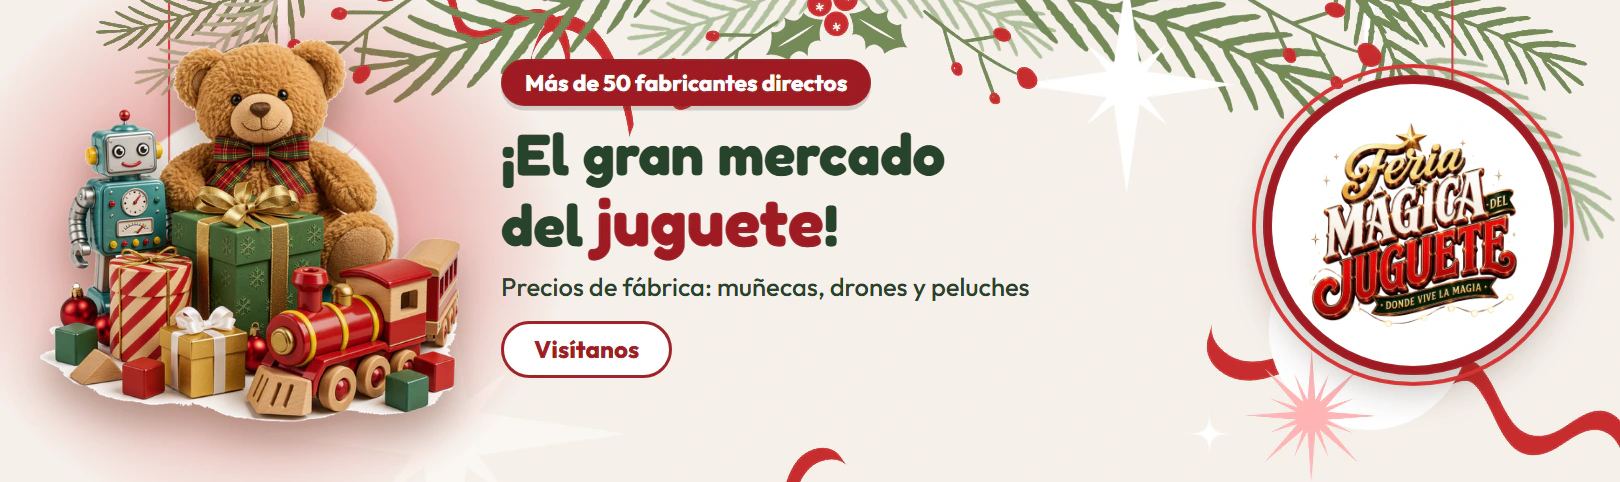 Más de 50 fabricantes directos
¡El gran mercado
del juguete!
Precios de fábrica: muñecas, drones y peluches
Visítanos
Feria
MÁGICA
DEL
JUGUETE
DONDE VIVE LA MAGIA